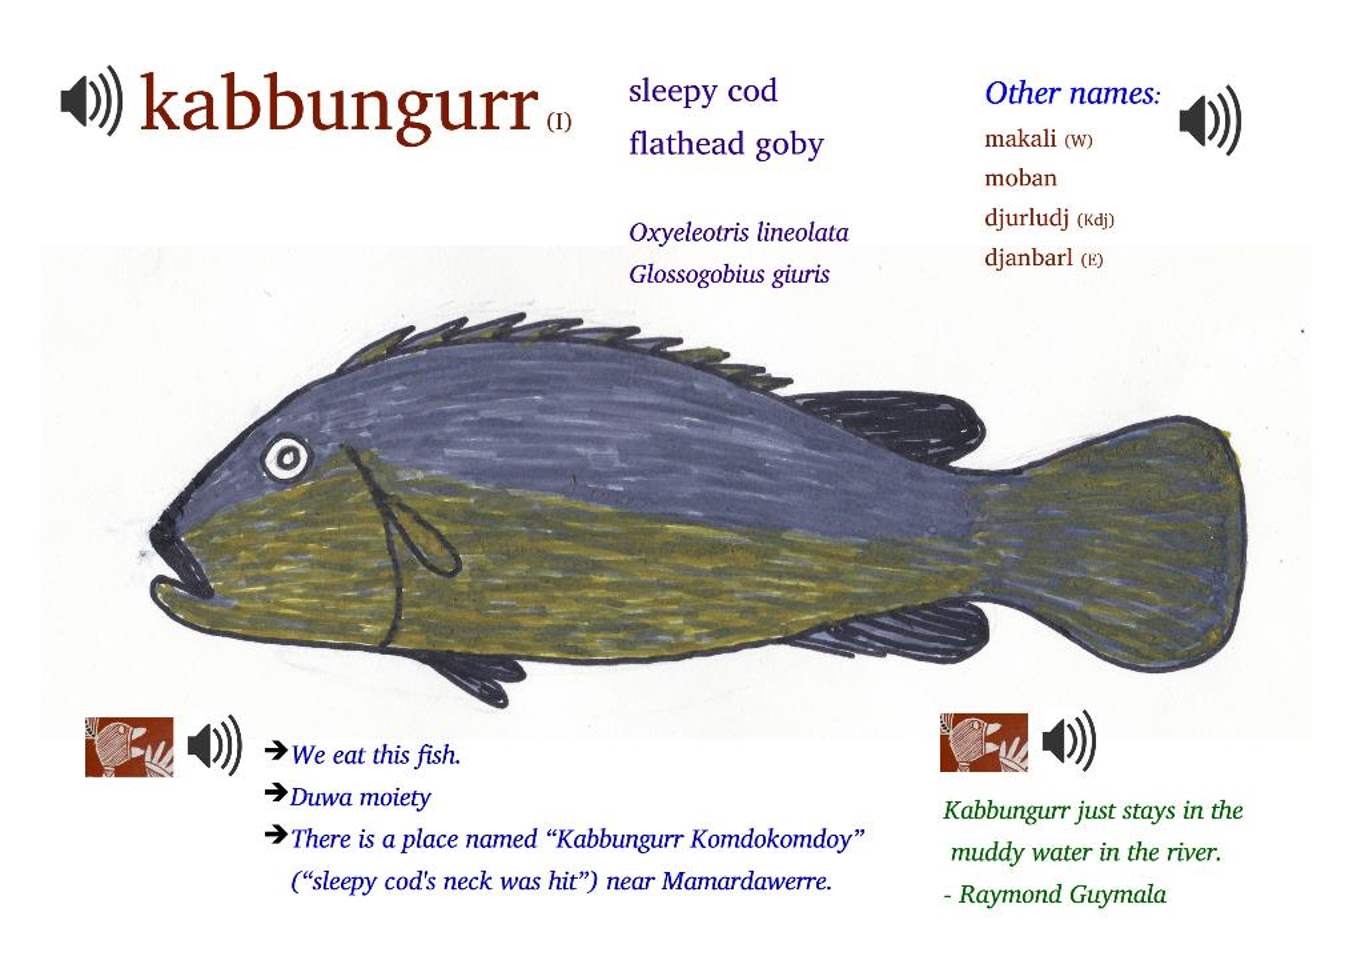 kabbungurr (I)
sleepy cod
flathead goby
Oxyeleotris lineolata
Glossogobius giuris
Other names:
makali (W)
moban
djurludj (Kdj)
djanbarl (E)
➔We eat this fish.
➔Duwa moiety
➔There is a place named “Kabbungurr Komdokomdoy”
(“sleepy cod's neck was hit”) near Mamardawerre.
Kabbungurr just stays in the
muddy water in the river.
- Raymond Guymala